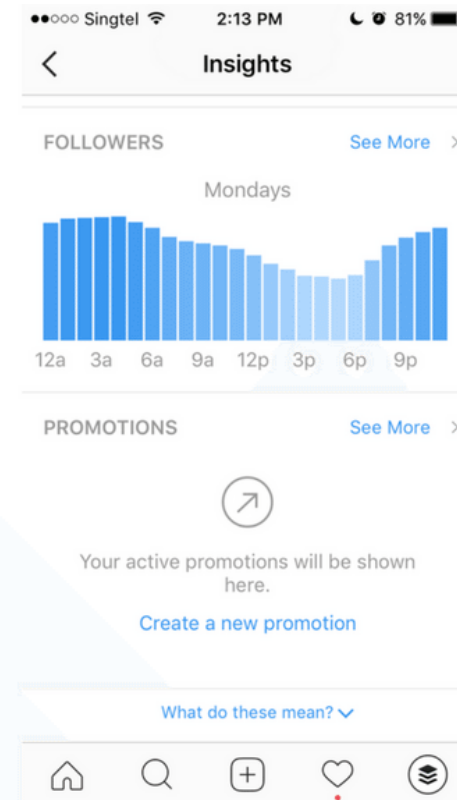 Singtel 2:13 PM 81%
Insights
FOLLOWERS See More
Mondays
12a 3a 6a 9a 12p 3p 6p 9p
PROMOTIONS See More
Your active promotions will be shown
here.
Create a new promotion
What do these mean?